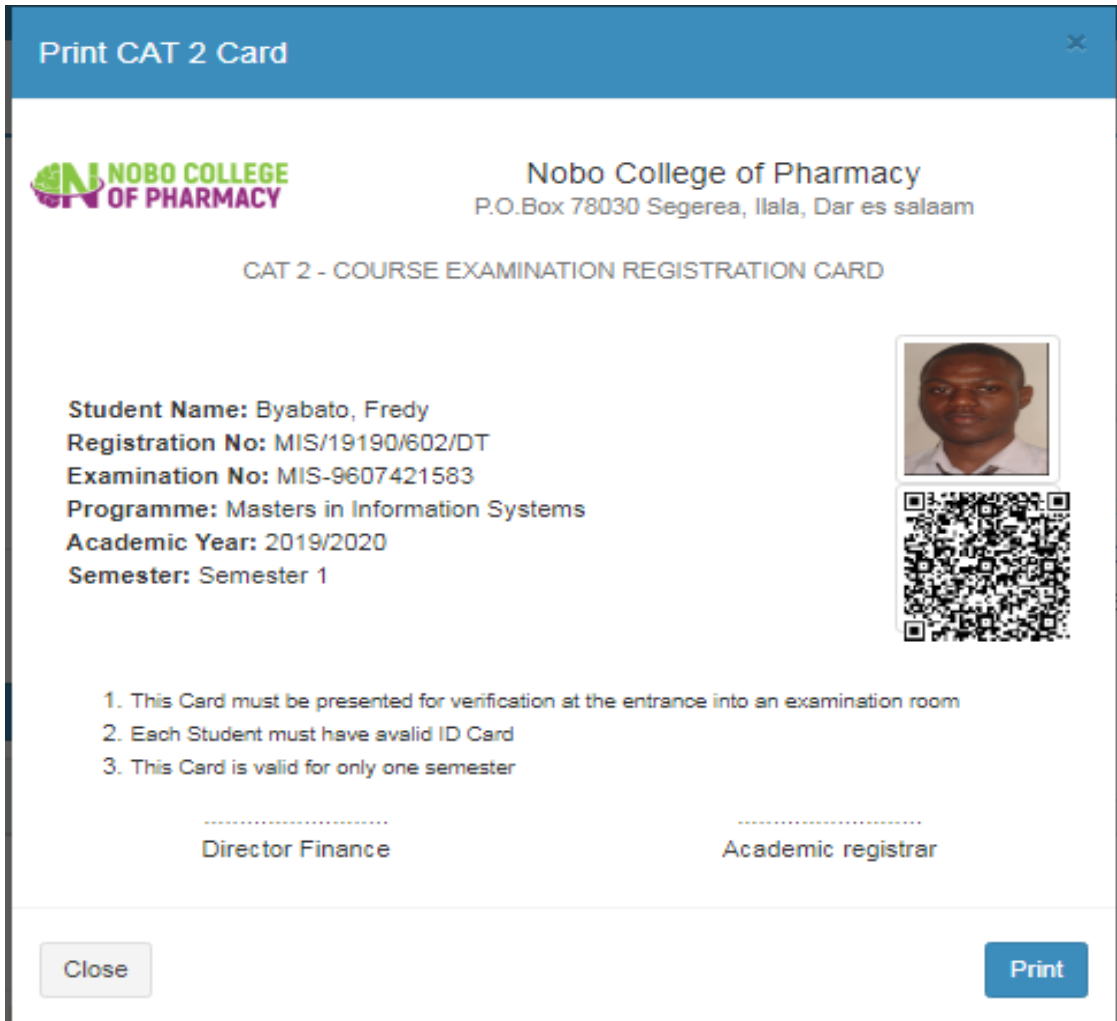 Print CAT 2 Card
×
NOBO COLLEGE
OF PHARMACY
Nobo College of Pharmacy
P.O.Box 78030 Segerea, Ilala, Dar es salaam
CAT 2 - COURSE EXAMINATION REGISTRATION CARD
Student Name: Byabato, Fredy
Registration No: MIS/19190/602/DT
Examination No: MIS-9607421583
Programme: Masters in Information Systems
Academic Year: 2019/2020
Semester: Semester 1
1. This Card must be presented for verification at the entrance into an examination room
2. Each Student must have avalid ID Card
3. This Card is valid for only one semester
Director Finance
Academic registrar
Close
Print